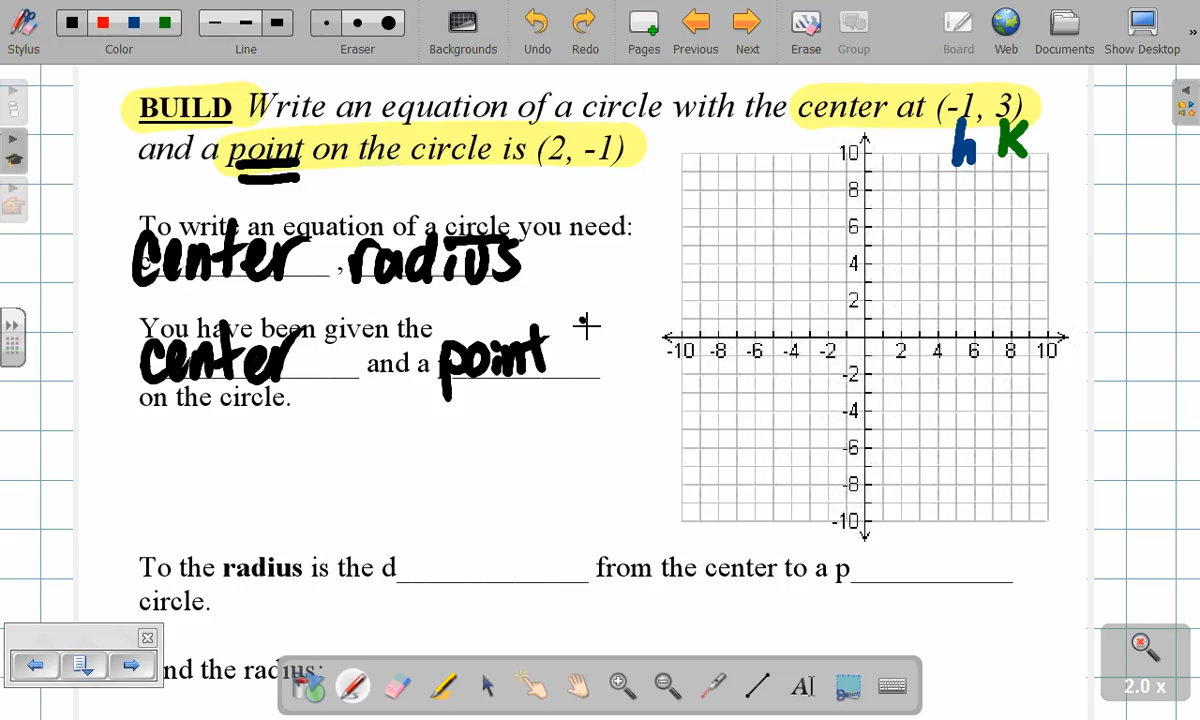 Stylus Color Line Eraser Backgrounds Undo Redo Pages Previous Next Erase Group Board Web Documents Show Desktop »
BUILD Write an equation of a circle with the center at (-1, 3)
h K
and a point on the circle is (2, -1)
To write an equation of a circle you need:
center , radius
You have been given the
center and a point
on the circle.
10
8
6
4
2
-10 -8 -6 -4 -2 2 4 6 8 10
-2
-4
-6
-8
-10
To the radius is the d______________ from the center to a p____________
circle.
nd the radius:
AI
2.0 x